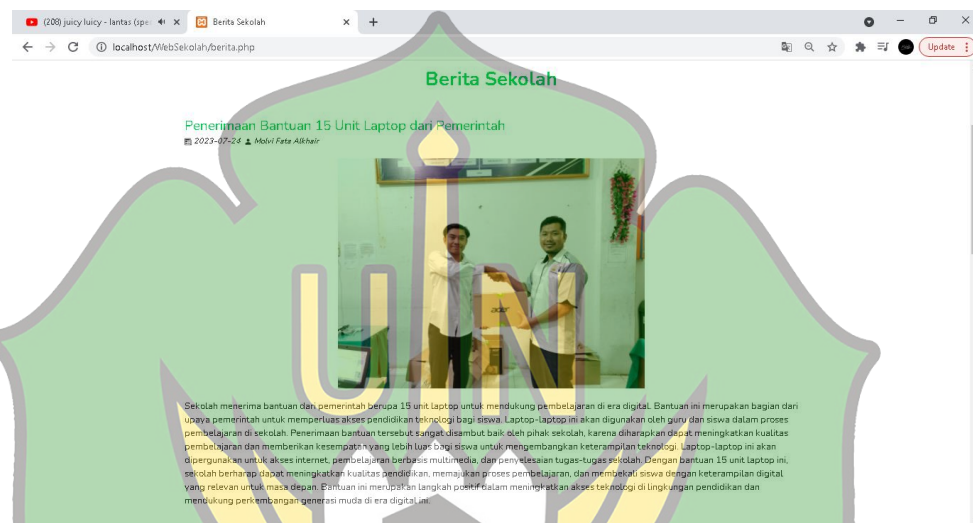 (208) juicy luicy - lantas (spec
Berita Sekolah
Update
localhost/WebSekolah/berita.php
Berita Sekolah
Penerimaan Bantuan 15 Unit Laptop dari Pemerintah
2023-07-24 Molvi Fata Alkhair
acer
UIN
Sekolah menerima bantuan dari pemerintah berupa 15 unit laptop untuk mendukung pembelajaran di era digital. Bantuan ini merupakan bagian dari
upaya pemerintah untuk memperluas akses pendidikan teknologi bagi siswa. Laptop-laptop ini akan digunakan oleh guru dan siswa dalam proses
pembelajaran di sekolah. Penerimaan bantuan tersebut sangat disambut baik oleh pihak sekolah, karena diharapkan dapat meningkatkan kualitas
pembelajaran dan memberikan kesempatan yang lebih luas bagi siswa untuk mengembangkan keterampilan teknologi. Laptop-laptop ini akan
dipergunakan untuk akses internet, pembelajaran berbasis multimedia, dan penyelesaian tugas-tugas sekolah. Dengan bantuan 15 unit laptop ini,
sekolah berharap dapat meningkatkan kualitas pendidikan, memajukan proses pembelajaran, dan membekali siswa dengan keterampilan digital
yang relevan untuk masa depan. Bantuan ini merupakan langkah positif dalam meningkatkan akses teknologi di lingkungan pendidikan dan
mendukung perkembangan generasi muda di era digital ini.